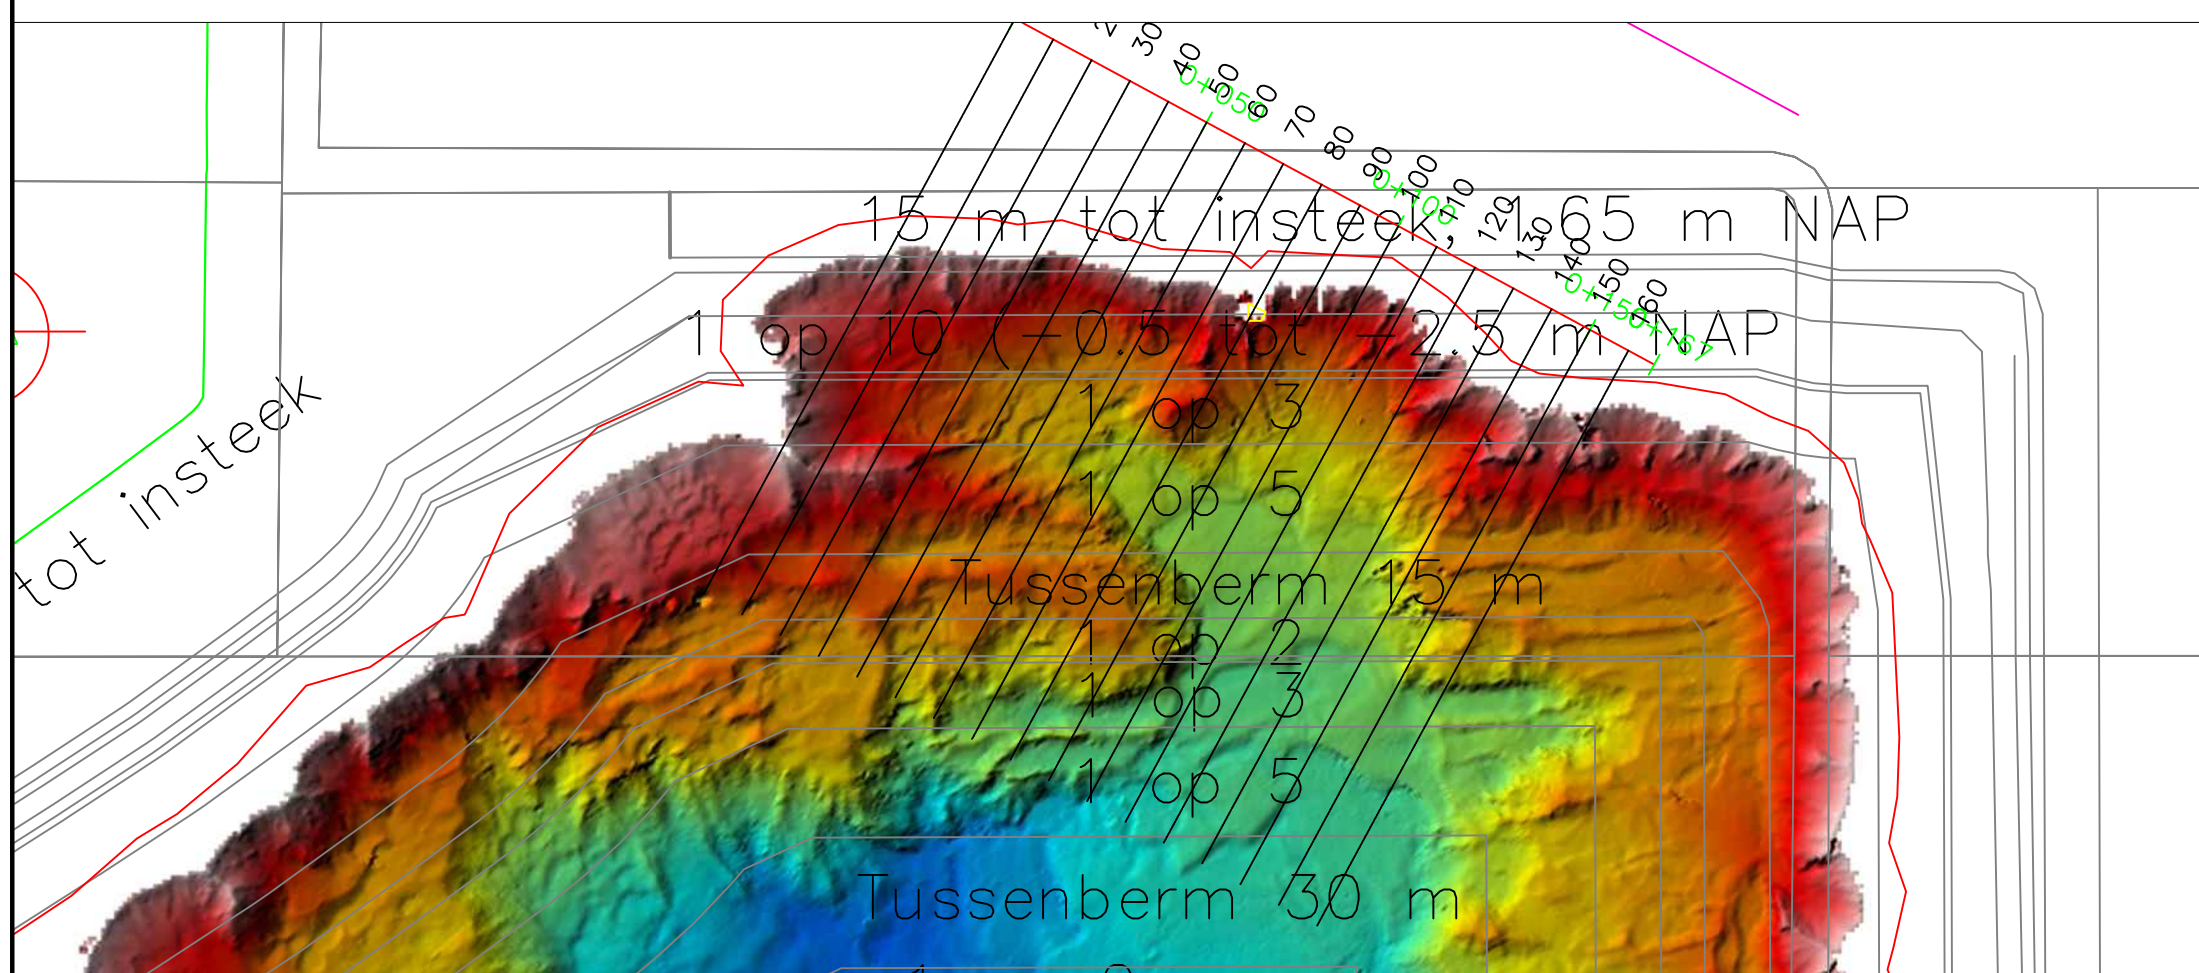 30
40
50
0+050
60
70
80
90
100
0+100
110
120
130
140
150
160
0+150
0+167
15 m tot insteek, 1.65 m NAP
1 op 10 (-0.5 tot -2.5 m NAP
1 op 3
tot insteek
1 op 5
Tussenberm 15 m
1 op 2
1 op 3
1 op 5
Tussenberm 30 m